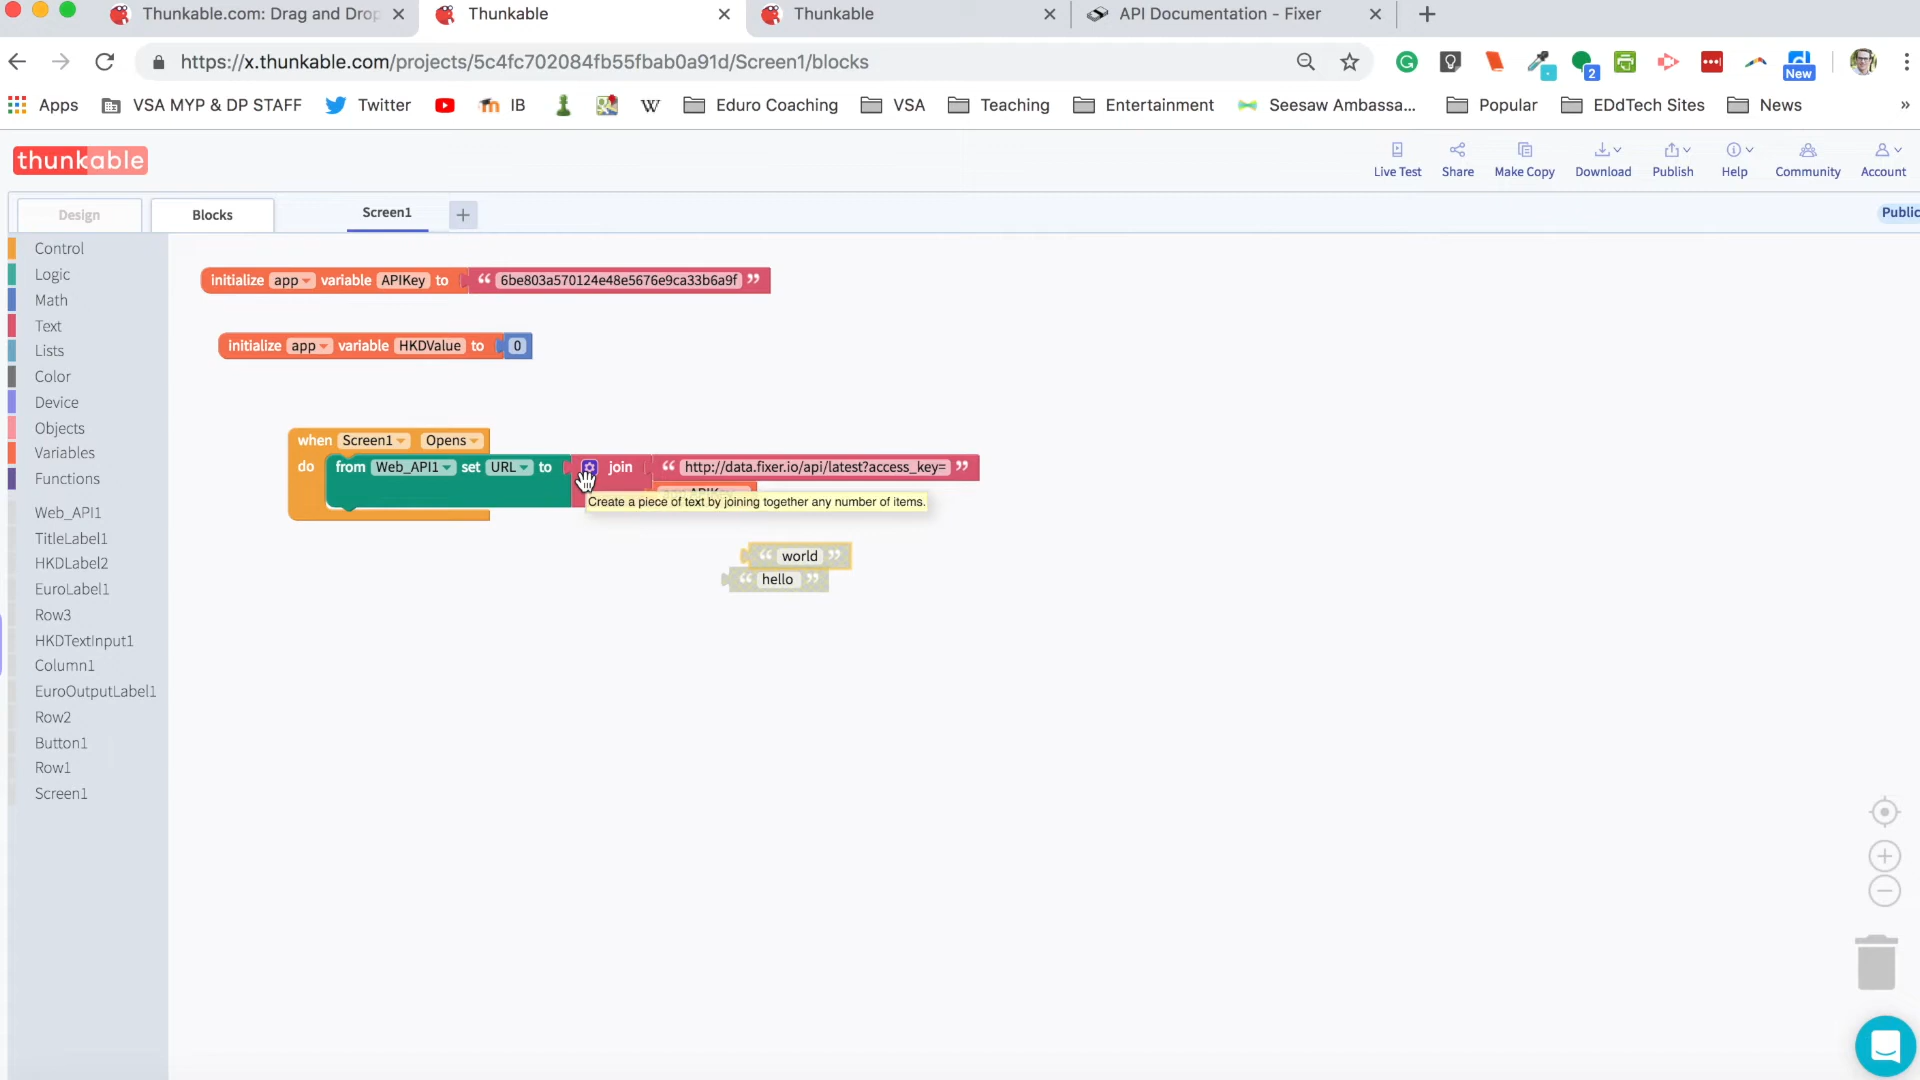 Thunkable.com: Drag and Drop
Thunkable
Thunkable
API Documentation - Fixer
https://x.thunkable.com/projects/5c4fc702084fb55fbab0a91d/Screen1/blocks
2
New
Apps
VSA MYP & DP STAFF
Twitter
IB
W
Eduro Coaching
VSA
Teaching
Entertainment
Seesaw Ambassa...
Popular
EDdTech Sites
News
»
thunkable
Live Test
Share
Make Copy
Download
Publish
Help
Community
Account
Design
Blocks
Screen1
Public
Control
Logic
Math
Text
Lists
Color
Device
Objects
Variables
Functions
Web_API1
TitleLabel1
HKDLabel2
EuroLabel1
Row3
HKDTextInput1
Column1
EuroOutputLabel1
Row2
Button1
Row1
Screen1
initialize app variable APIKey to “ 6be803a570124e48e5676e9ca33b6a9f ”
initialize app variable HKDValue to 0
when Screen1 Opens
do from Web_API1 set URL to join “ http://data.fixer.io/api/latest?access_key= ”
Create a piece of text by joining together any number of items.
“ world ”
“ hello ”